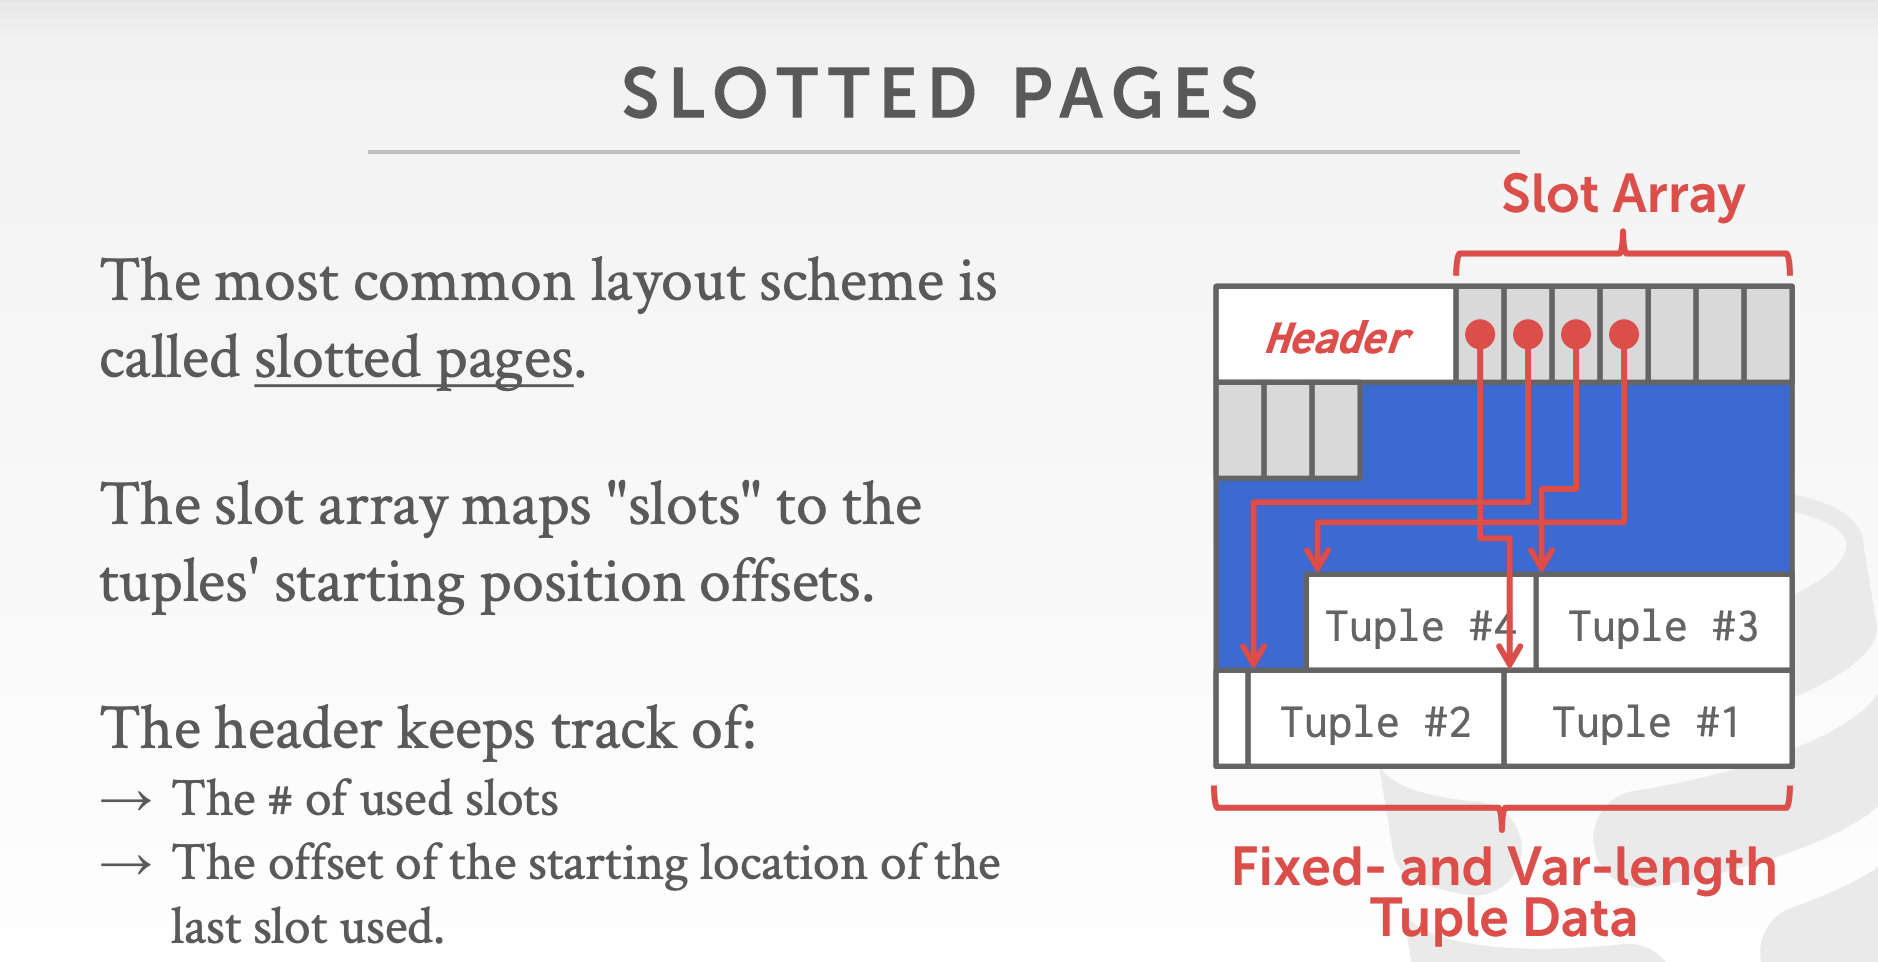 SLOTTED PAGES
The most common layout scheme is
called slotted pages.
The slot array maps "slots" to the
tuples' starting position offsets.
The header keeps track of:
→ The # of used slots
→ The offset of the starting location of the
last slot used.
Slot Array
Header
Tuple #4 Tuple #3
Tuple #2 Tuple #1
Fixed- and Var-length
Tuple Data